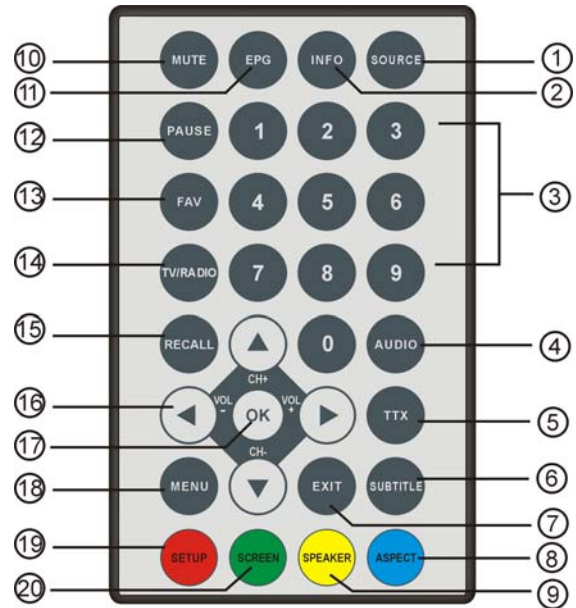 ⑩ MUTE EPG INFO SOURCE ①
⑪ ②
⑫ PAUSE 1 2 3
⑬ FAV 4 5 6 ③
⑭ TV/RADIO 7 8 9
⑮ RECALL 0 AUDIO ④
CH+
⑯ VOL - OK VOL + TTX ⑤
⑰
CH-
⑱ MENU EXIT SUBTITLE ⑥
⑦
⑲ SETUP SCREEN SPEAKER ASPECT ⑧
⑳ ⑨